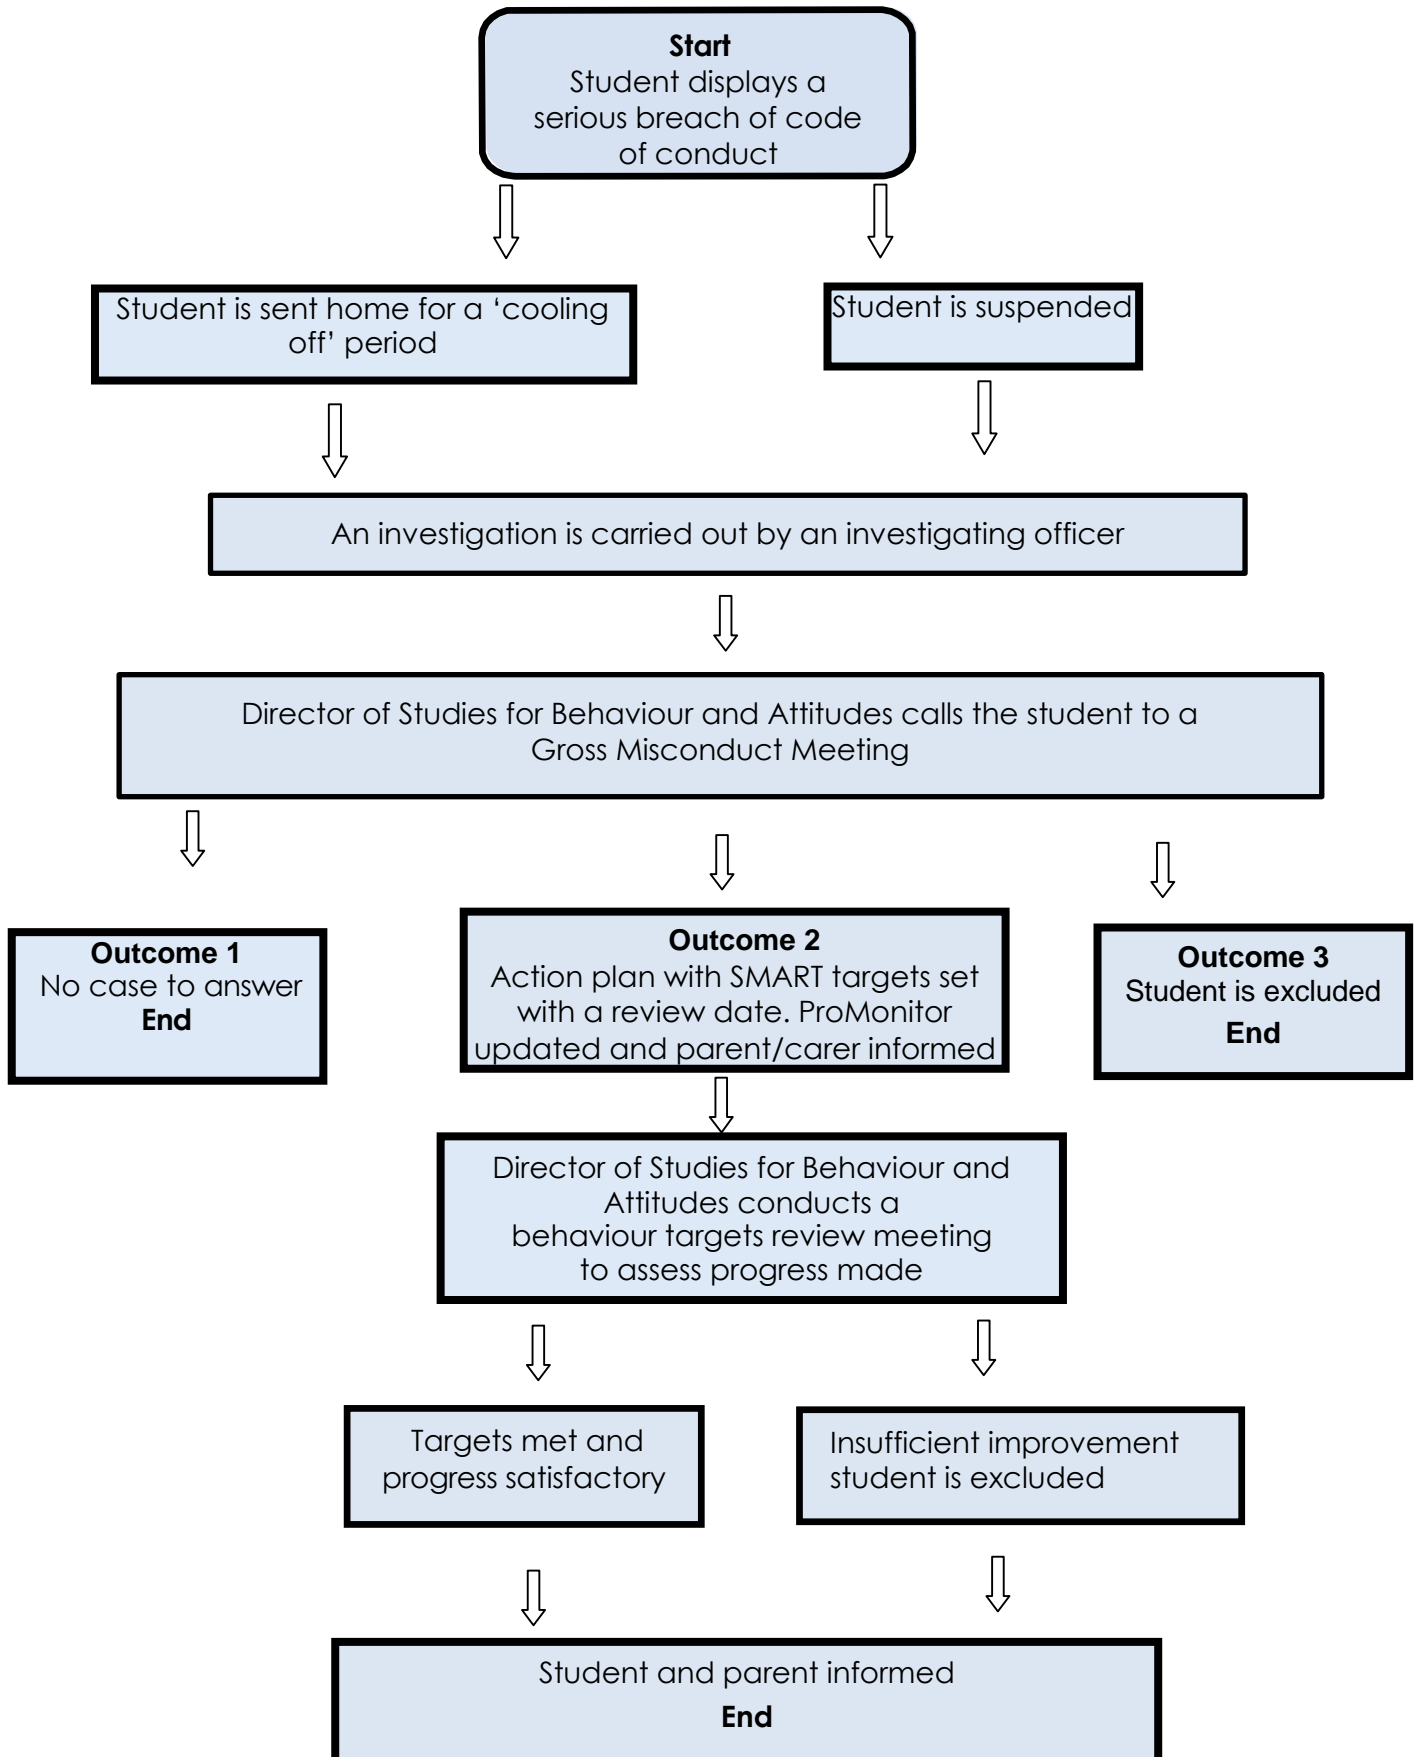 Start
Student displays a
serious breach of code
of conduct
Student is sent home for a ‘cooling
off’ period
Student is suspended
An investigation is carried out by an investigating officer
Director of Studies for Behaviour and Attitudes calls the student to a
Gross Misconduct Meeting
Outcome 1
No case to answer
End
Outcome 2
Action plan with SMART targets set
with a review date. ProMonitor
updated and parent/carer informed
Outcome 3
Student is excluded
End
Director of Studies for Behaviour and
Attitudes conducts a
behaviour targets review meeting
to assess progress made
Targets met and
progress satisfactory
Insufficient improvement
student is excluded
Student and parent informed
End